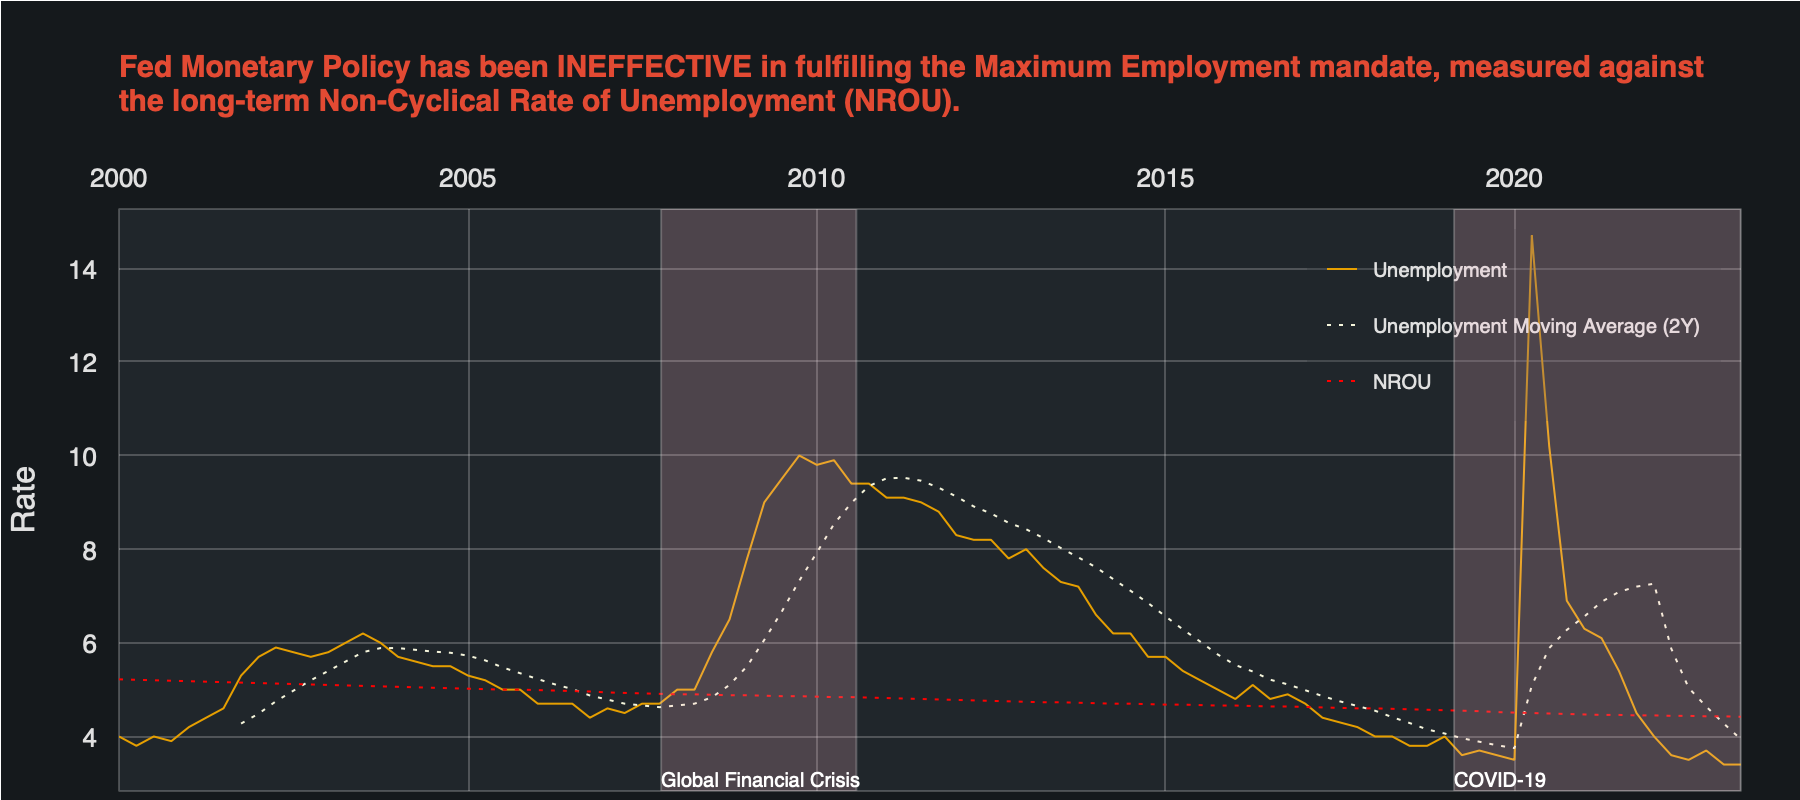 Fed Monetary Policy has been INEFFECTIVE in fulfilling the Maximum Employment mandate, measured against
the long-term Non-Cyclical Rate of Unemployment (NROU).
2000 2005 2010 2015 2020
14
12
10
8
6
4
Rate
Unemployment
Unemployment Moving Average (2Y)
NROU
Global Financial Crisis
COVID-19